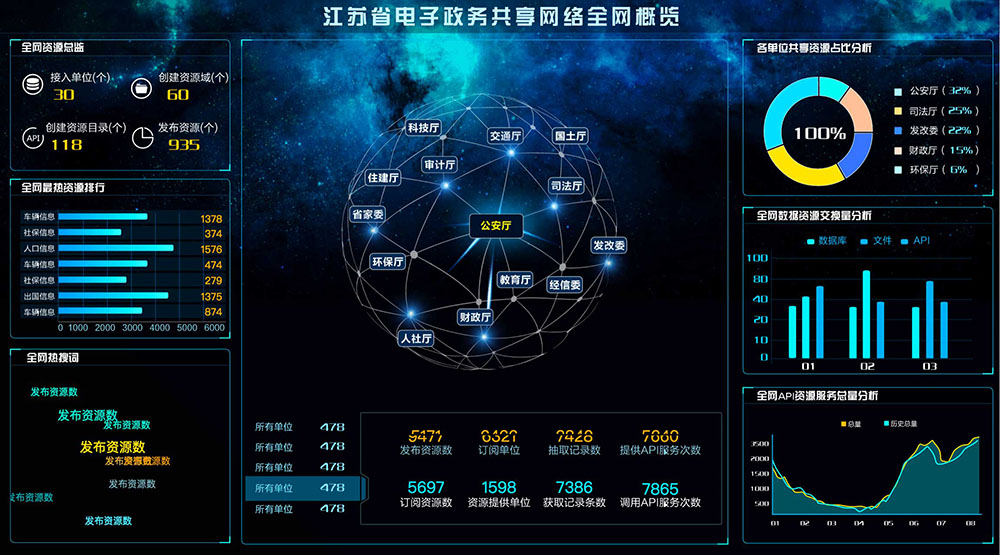 江苏省电子政务共享网络全网概览
全网资源总览
接入单位(个)
30
创建资源域(个)
60
API
创建资源目录(个)
118
发布资源(个)
935
全网最热资源排行
车辆信息 1378
社保信息 374
人口信息 1576
车辆信息 474
社保信息 279
出国信息 1375
车辆信息 874
0 1000 2000 3000 4000 5000 6000
全网热搜词
发布资源数
发布资源数
发布资源数
发布资源数
发布资源数
发布资源数
发布资源数
发布资源数
科技厅
交通厅
国土厅
审计厅
住建厅
司法厅
省家委
公安厅
发改委
环保厅
教育厅
经信委
财政厅
人社厅
所有单位 478
所有单位 478
所有单位 478
所有单位 478
所有单位 478
发布资源数
订阅单位
抽取记录数
提供API服务次数
5697
订阅资源数
1598
资源提供单位
7386
获取记录条数
7865
调用API服务次数
各单位共享资源占比分析
100%
公安厅 ( 32% )
司法厅 ( 25% )
发改委 ( 22% )
财政厅 ( 15% )
环保厅 ( 6% )
全网数据资源交换量分析
数据库 文件 API
100
80
40
20
10
0
01 02 03
全网API资源服务总量分析
总量 历史总量
3500
2000
1500
1000
500
01 02 03 04 05 06 07 08